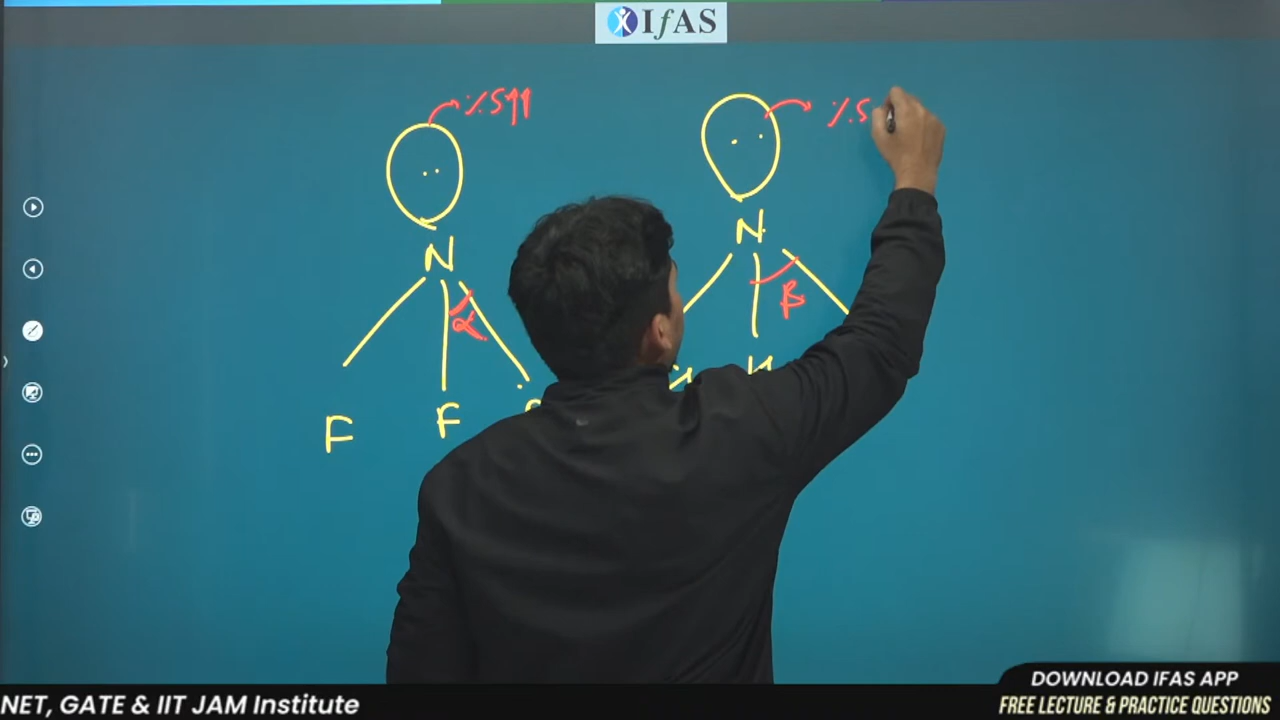 IfAS
%S↑↑
%S
N
N
α
β
F
F
H
DOWNLOAD IFAS APP
NET, GATE & IIT JAM Institute
FREE LECTURE & PRACTICE QUESTIONS